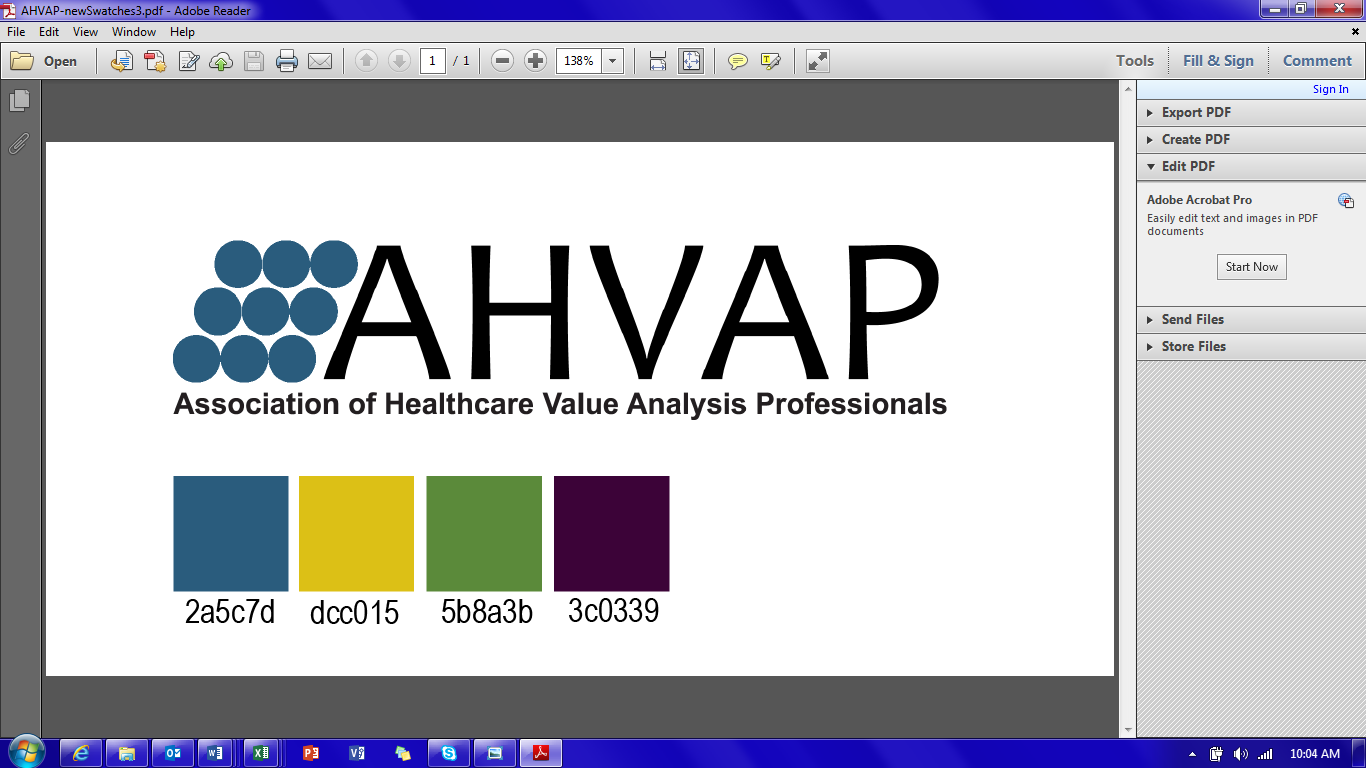 AHVAP-newSwatches3.pdf - Adobe Reader
File Edit View Window Help
Open 1 / 1 138% Tools Fill & Sign Comment
Sign In
Export PDF
Create PDF
Edit PDF
Adobe Acrobat Pro
Easily edit text and images in PDF
documents
Start Now
Send Files
Store Files
AHVAP
Association of Healthcare Value Analysis Professionals
2a5c7d dcc015 5b8a3b 3c0339
10:04 AM